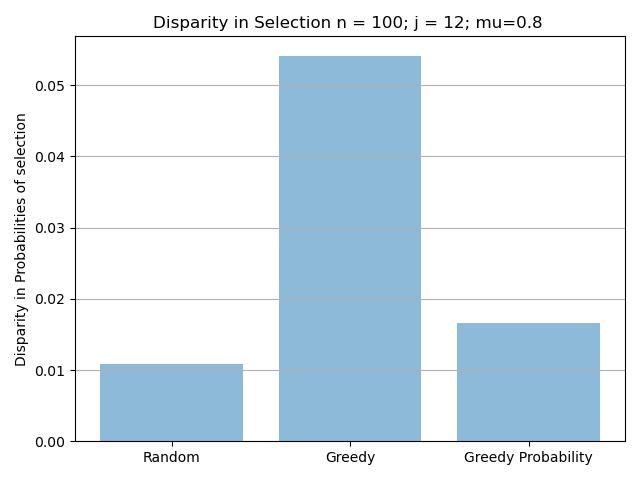 Disparity in Selection n = 100; j = 12; mu=0.8
Disparity in Probabilities of selection
0.05
0.04
0.03
0.02
0.01
0.00
Random
Greedy
Greedy Probability